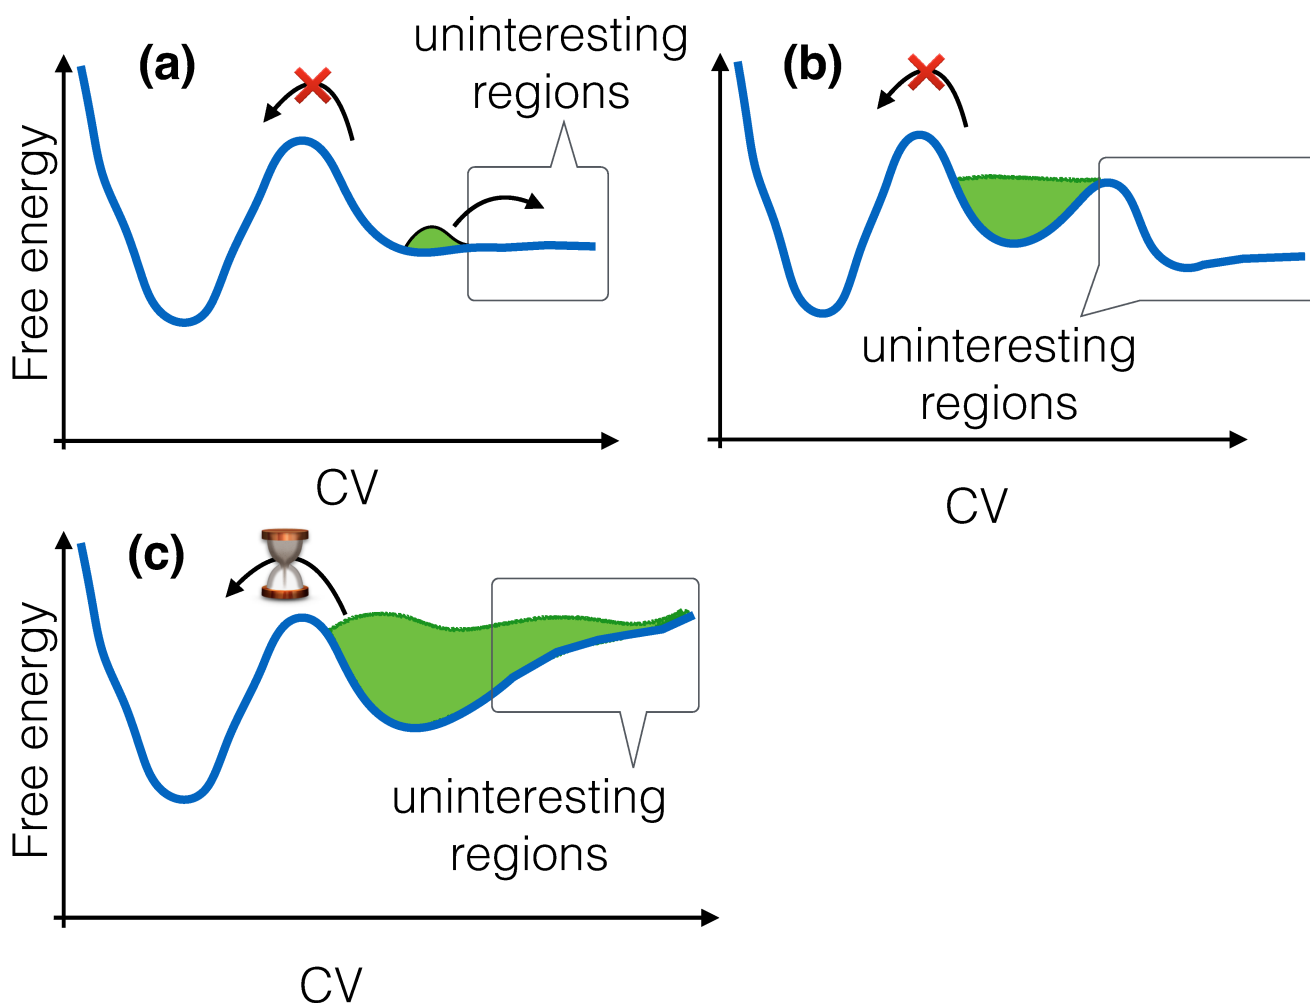 (a)
uninteresting
regions
Free energy
CV
(b)
uninteresting
regions
CV
(c)
Free energy
uninteresting
regions
CV